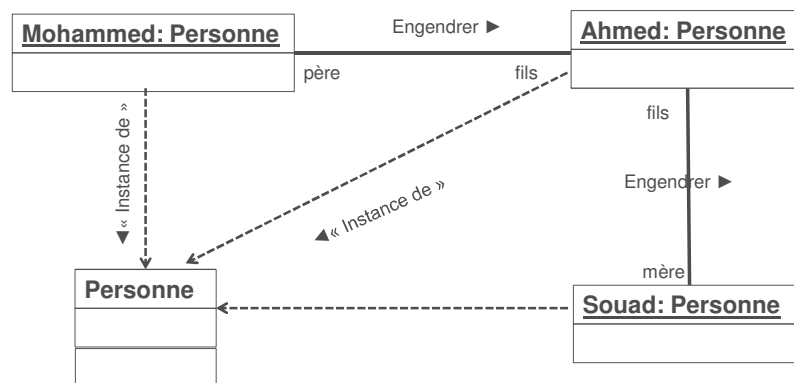 Engendrer ►
Mohammed: Personne
Ahmed: Personne
père
fils
fils
◄« Instance de »
◄« Instance de »
Engendrer ►
mère
Personne
Souad: Personne